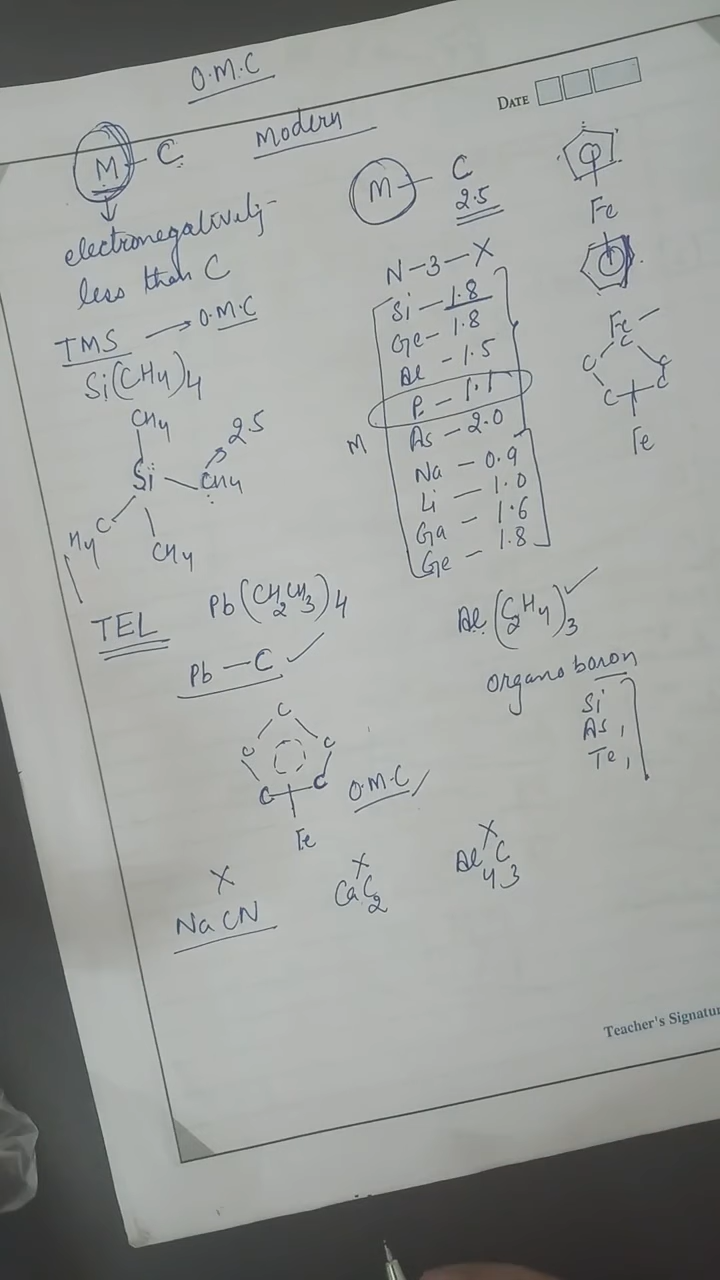 O.M.C
DATE
Modern
M - C
electronegativity
less than C
TMS → O.M.C
Si(CH4)4
CH4
2.5
Si - CH4
H4C
CH4
TEL
Pb(CH2CH3)4
Pb - C ✓
C
C C
C C
Fe
O.M.C
M - C
2.5
N - 3 - X
Si - 1.8
Ge - 1.8
Al - 1.5
As - 2.0
M
Na - 0.9
Li - 1.0
Ga - 1.6
Ge - 1.8
Fe
Fe
C
C C
C C
Fe
Al(C2H4)3 ✓
Organo boron
Si
As,
Te,
X
NaCN
X
CaC2
X
Al4C3
Teacher's Signatur